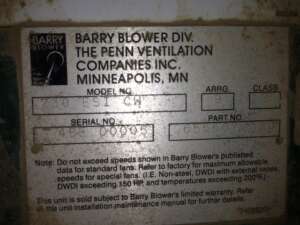 BARRY
BLOWER
BARRY BLOWER DIV.
THE PENN VENTILATION
COMPANIES INC.
MINNEAPOLIS, MN
MODEL NO.
ARRG.
CLASS
SERIAL NO.
PART NO.
Note: Do not exceed speeds shown in Barry Blower's published
data for standard fans. Refer to factory for maximum allowable
speeds for special fans. (I.E. Non-steel, DWDI with external vanes,
DWDI exceeding 150 HP and temperatures exceeding 200°).
This unit is sold subject to Barry Blower's limited warranty. Refer
to the unit installation maintenance manual for further details.